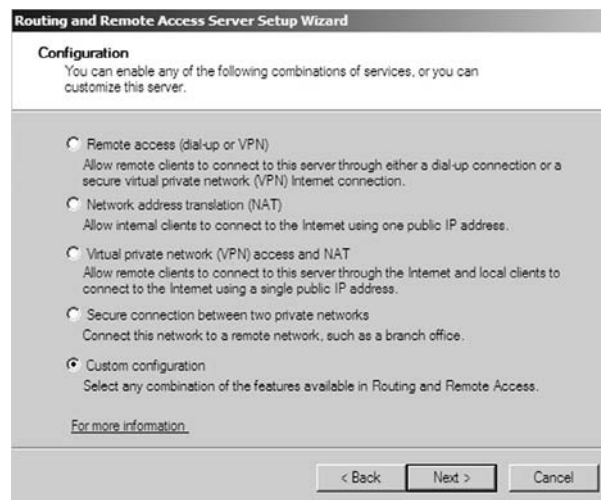 Routing and Remote Access Server Setup Wizard
Configuration
You can enable any of the following combinations of services, or you can
customize this server.
Remote access (dial-up or VPN)
Allow remote clients to connect to this server through either a dial-up connection or a
secure virtual private network (VPN) Internet connection.
Network address translation (NAT)
Allow internal clients to connect to the Internet using one public IP address.
Virtual private network (VPN) access and NAT
Allow remote clients to connect to this server through the Internet and local clients to
connect to the Internet using a single public IP address.
Secure connection between two private networks
Connect this network to a remote network, such as a branch office.
Custom configuration
Select any combination of the features available in Routing and Remote Access.
For more information
< Back Next > Cancel